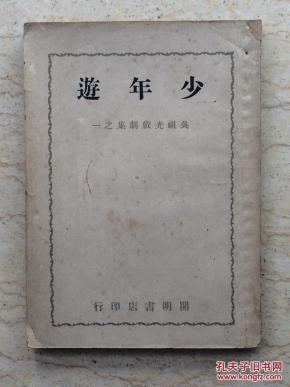 少年遊
吳祖光戲劇集之一
開明書店印行
孔夫子旧书网